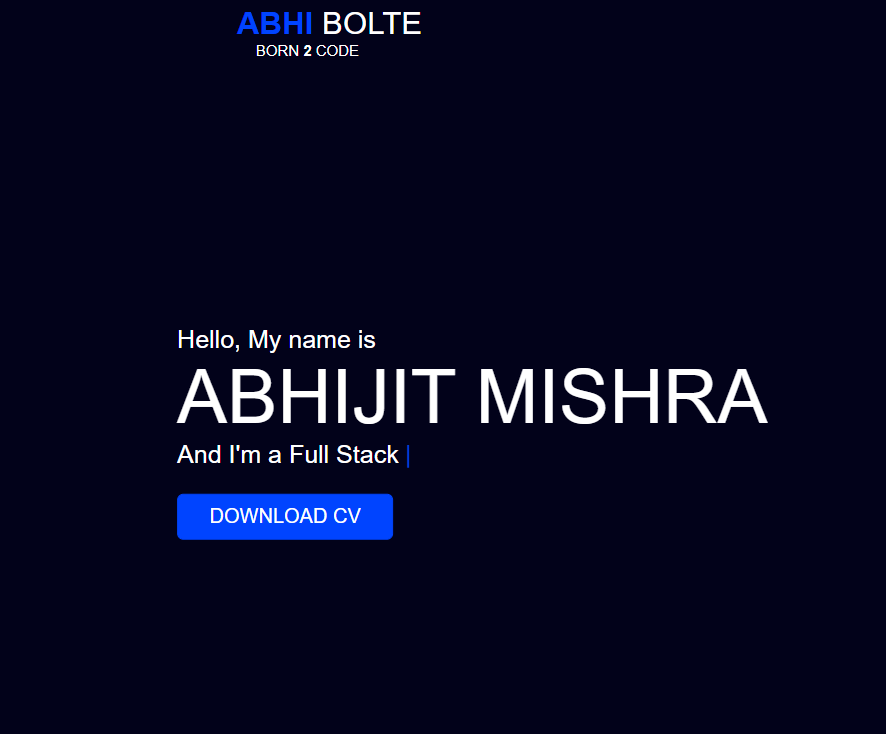 ABHI BOLTE
BORN 2 CODE
Hello, My name is
ABHIJIT MISHRA
And I'm a Full Stack |
DOWNLOAD CV